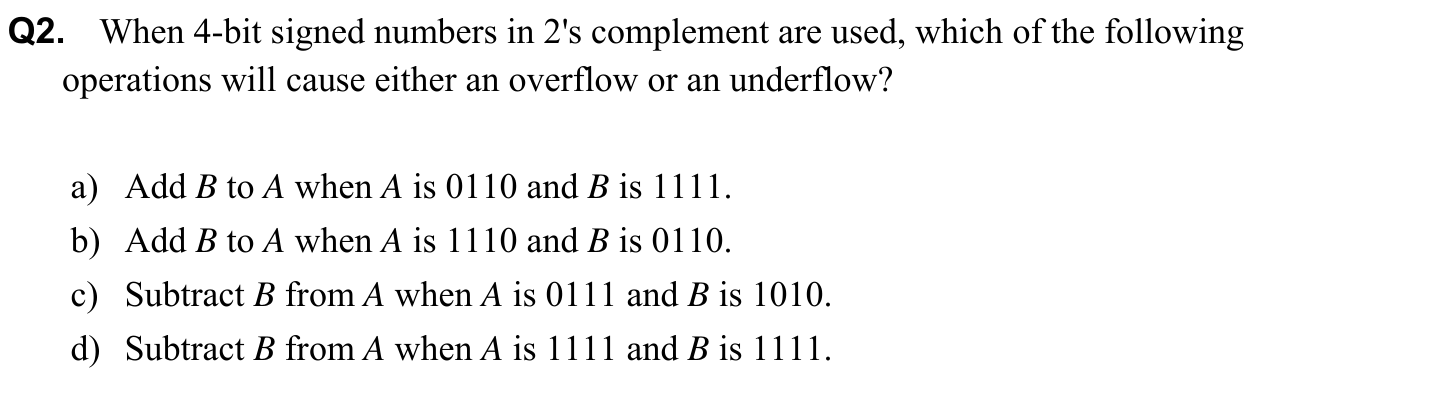 Q2. When 4-bit signed numbers in 2's complement are used, which of the following
operations will cause either an overflow or an underflow?
a) Add B to A when A is 0110 and B is 1111.
b) Add B to A when A is 1110 and B is 0110.
c) Subtract B from A when A is 0111 and B is 1010.
d) Subtract B from A when A is 1111 and B is 1111.